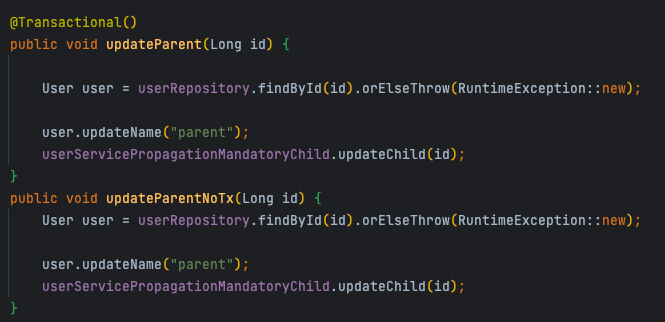 @Transactional()
public void updateParent(Long id) {
User user = userRepository.findById(id).orElseThrow(RuntimeException::new);
user.updateName("parent");
userServicePropagationMandatoryChild.updateChild(id);
}
public void updateParentNoTx(Long id) {
User user = userRepository.findById(id).orElseThrow(RuntimeException::new);
user.updateName("parent");
userServicePropagationMandatoryChild.updateChild(id);
}